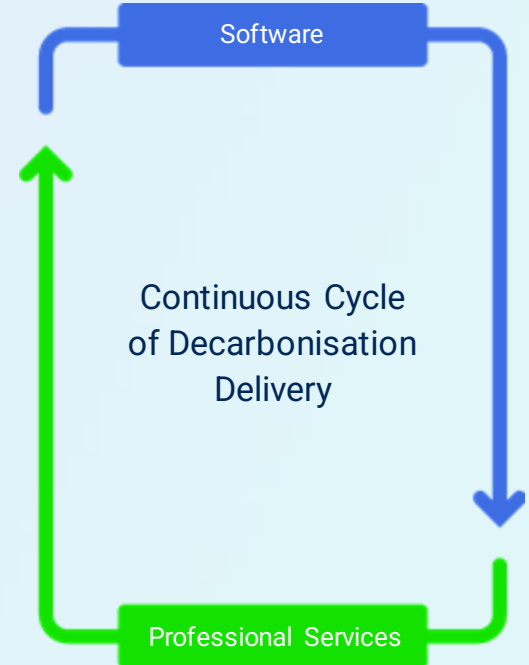 Software
Continuous Cycle
of Decarbonisation
Delivery
Professional Services